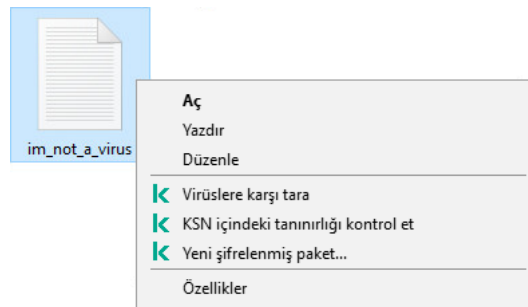 im_not_a_virus
Aç
Yazdır
Düzenle
Virüslere karşı tara
KSN içindeki tanınırlığı kontrol et
Yeni şifrelenmiş paket...
Özellikler